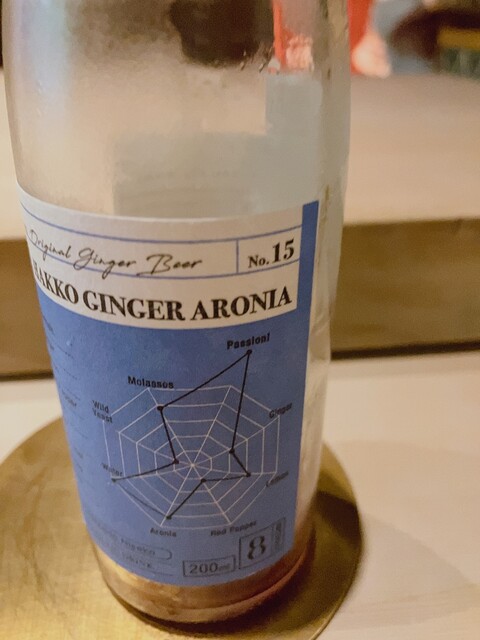 Original Ginger Beer
No.15
HAKKO GINGER ARONIA
Passion!
Molasses
Wild
Yeast
Ginger
Water
Lemon
Aronia
Red Pepper
200ml
8